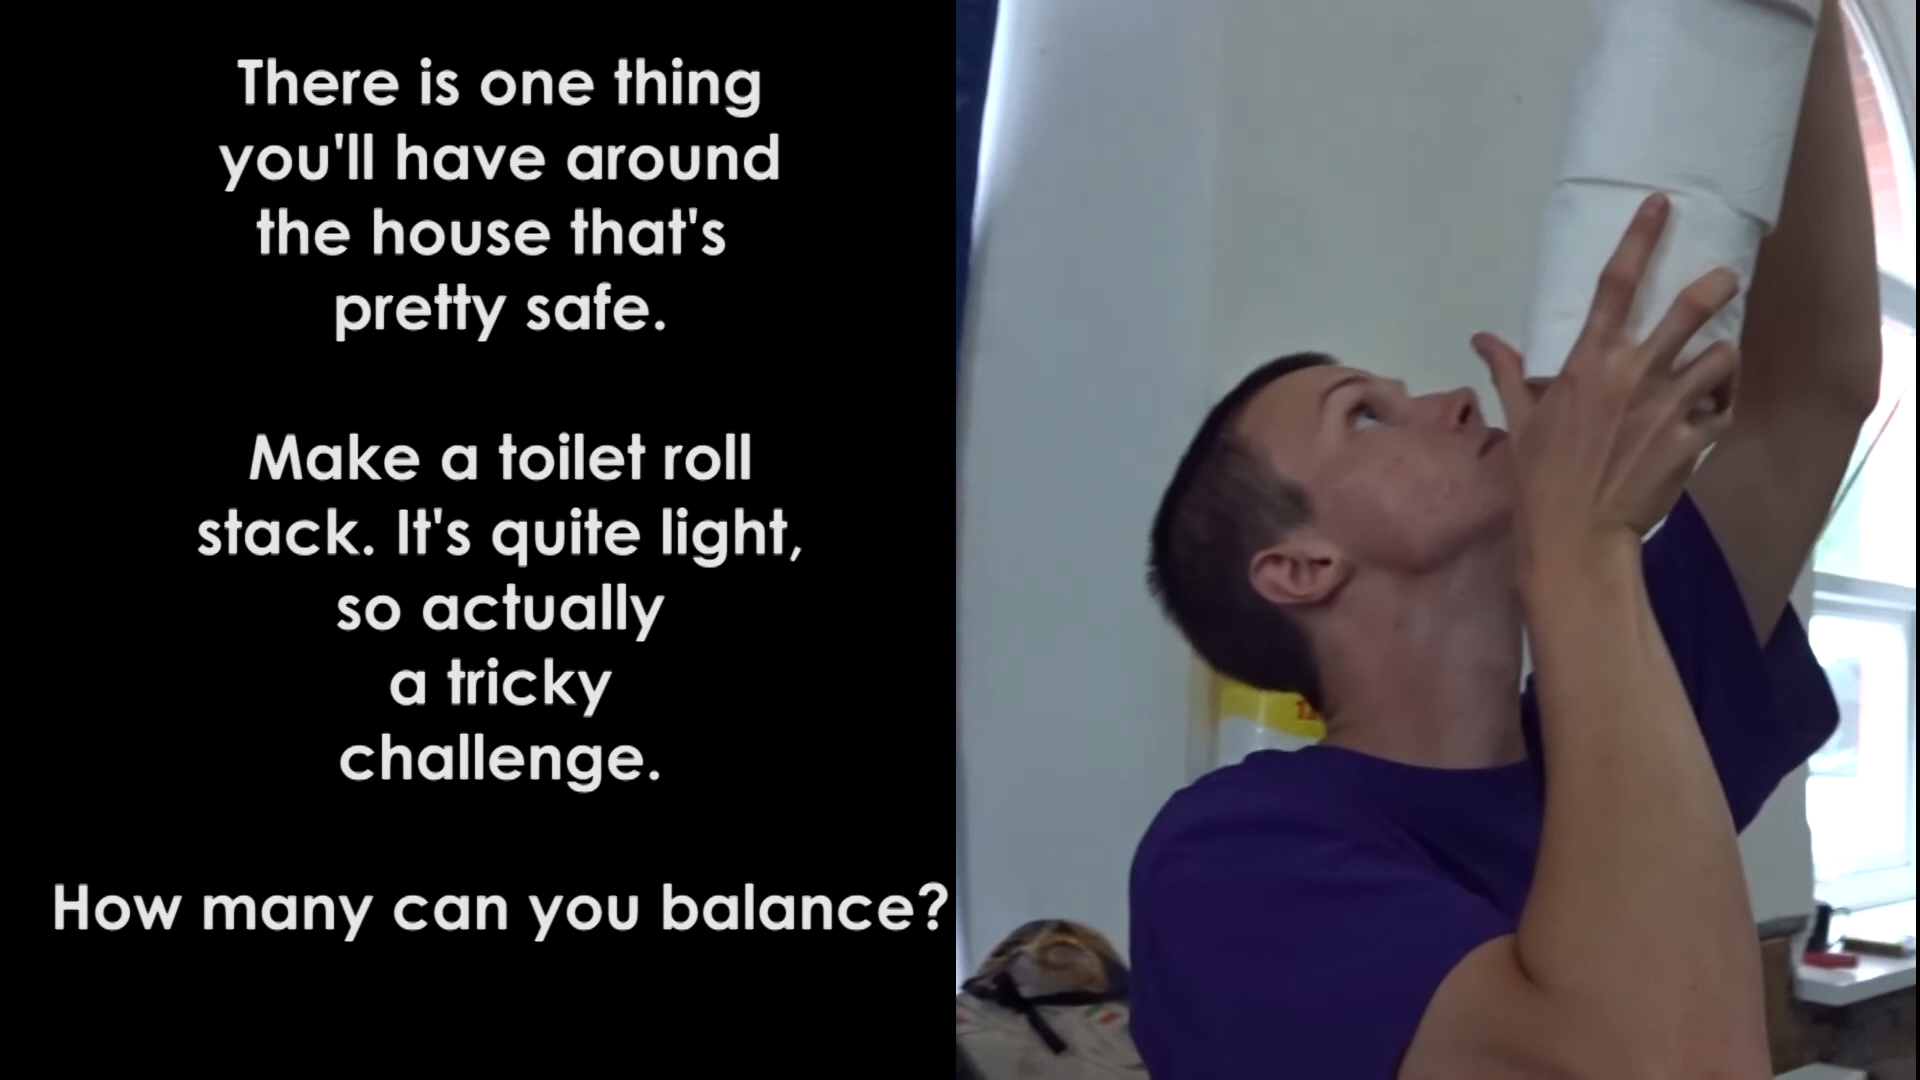 There is one thing
you'll have around
the house that's
pretty safe.
Make a toilet roll
stack. It's quite light,
so actually
a tricky
challenge.
How many can you balance?